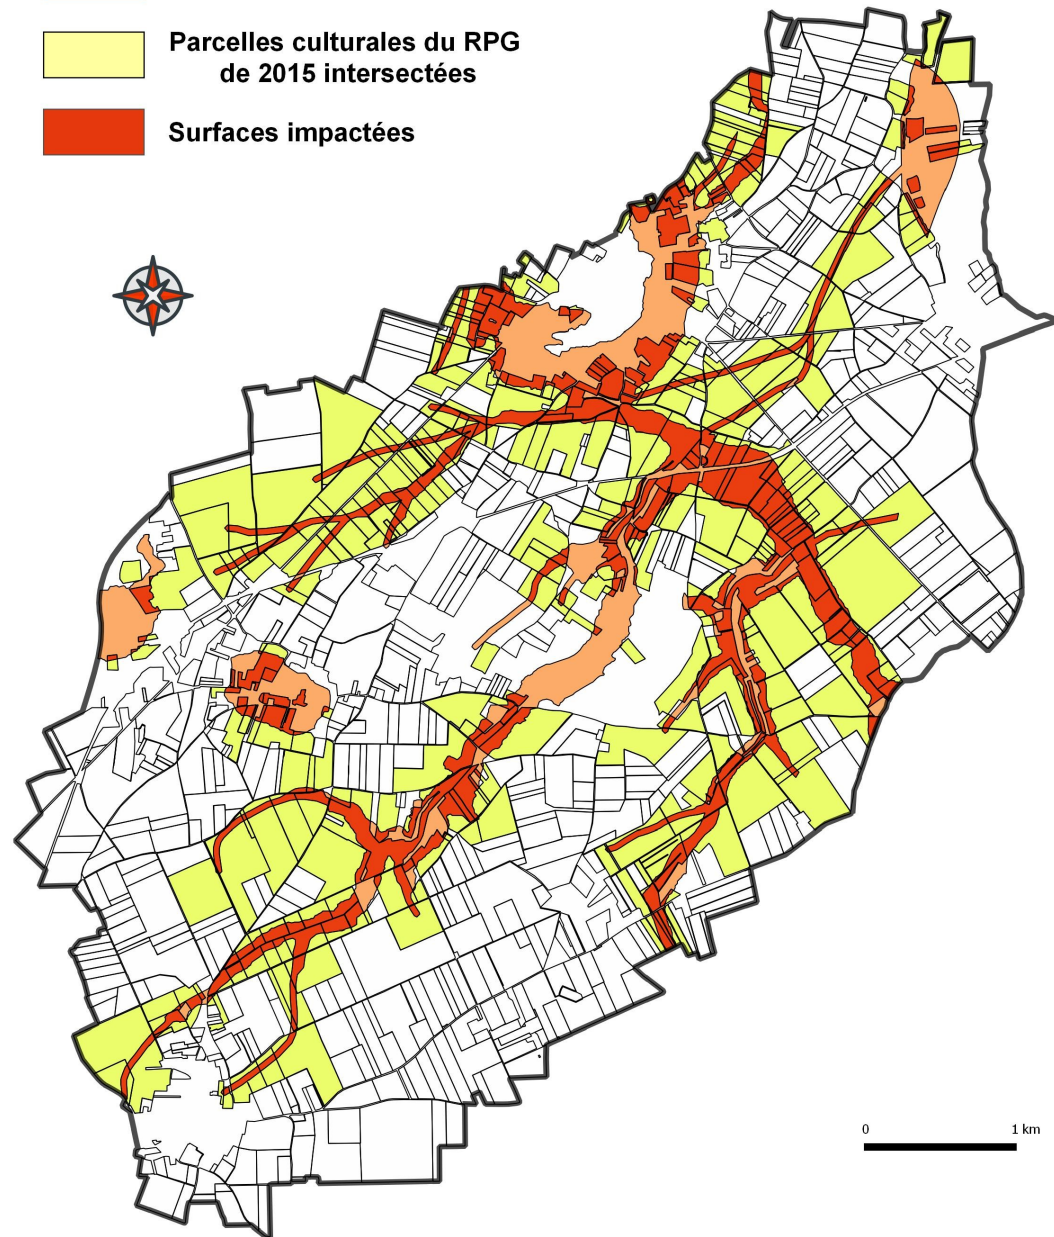 Parcelles culturales du RPG
de 2015 intersectées
Surfaces impactées
0 1 km